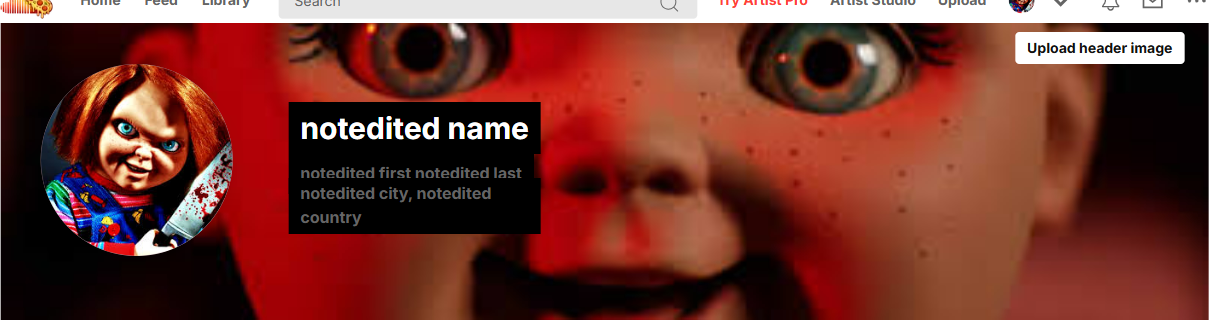 Home Feed Library Search Try Artist Pro Artist Studio Upload
Upload header image
notedited name
notedited first notedited last
notedited city, notedited
country